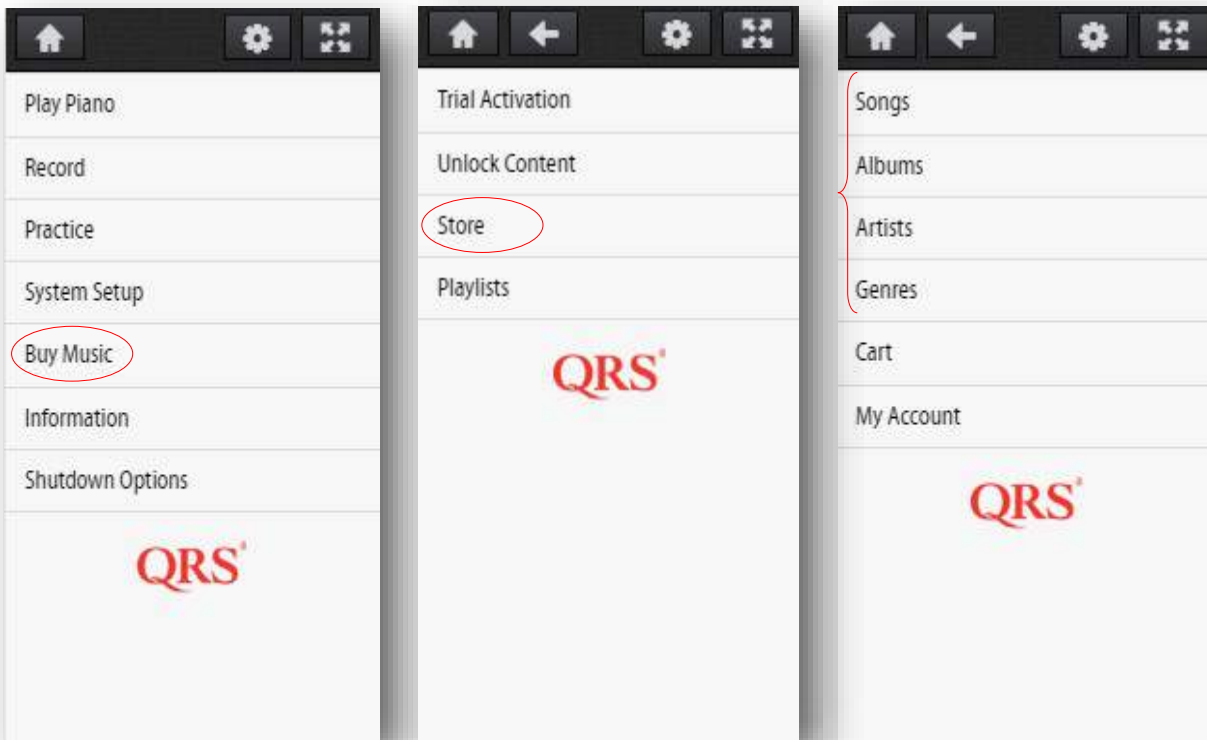 Play Piano
Record
Practice
System Setup
Buy Music
Information
Shutdown Options
QRS
Trial Activation
Unlock Content
Store
Playlists
QRS
Songs
Albums
Artists
Genres
Cart
My Account
QRS